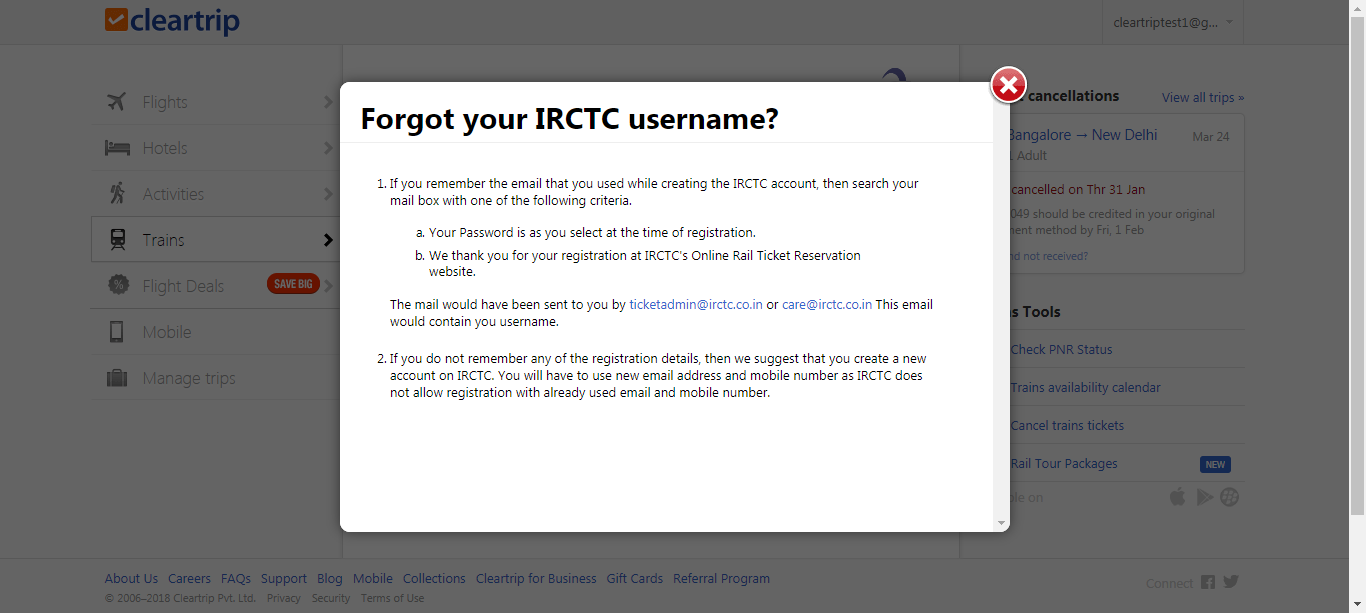 cleartrip
cleartriptest1@g...
Flights
Hotels
Activities
Trains
Flight Deals
SAVE BIG
Mobile
Manage trips
Forgot your IRCTC username?
1. If you remember the email that you used while creating the IRCTC account, then search your
mail box with one of the following criteria.
a. Your Password is as you select at the time of registration.
b. We thank you for your registration at IRCTC's Online Rail Ticket Reservation
website.
The mail would have been sent to you by ticketadmin@irctc.co.in or care@irctc.co.in This email
would contain you username.
2. If you do not remember any of the registration details, then we suggest that you create a new
account on IRCTC. You will have to use new email address and mobile number as IRCTC does
not allow registration with already used email and mobile number.
cancellations
View all trips »
Bangalore → New Delhi
Mar 24
1 Adult
cancelled on Thr 31 Jan
049 should be credited in your original
method by Fri, 1 Feb
not received?
Tools
Check PNR Status
Trains availability calendar
Cancel trains tickets
Rail Tour Packages
NEW
on
About Us Careers FAQs Support Blog Mobile Collections Cleartrip for Business Gift Cards Referral Program
© 2006–2018 Cleartrip Pvt. Ltd. Privacy Security Terms of Use
Connect